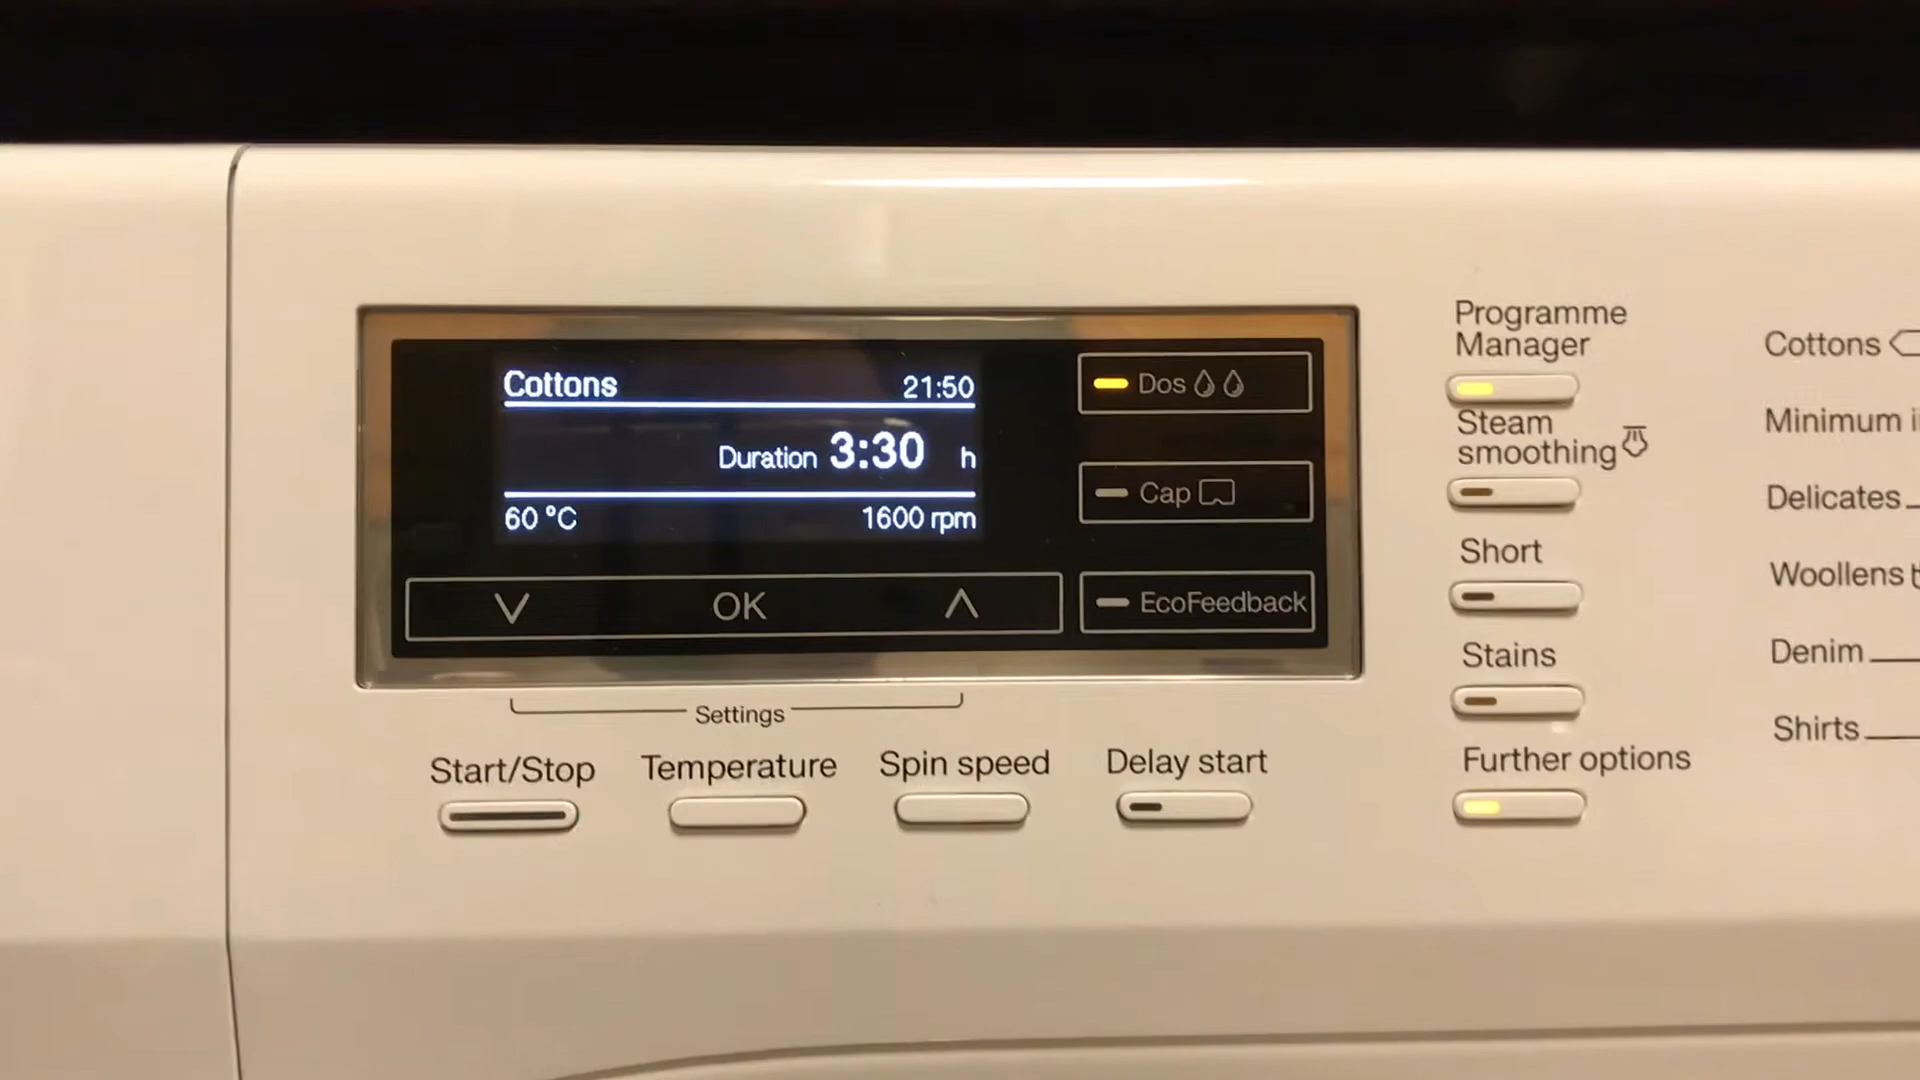 Cottons 21:50
Duration 3:30 h
60 °C 1600 rpm
Dos
Cap
EcoFeedback
OK
Settings
Start/Stop
Temperature
Spin speed
Delay start
Programme
Manager
Steam
smoothing
Short
Stains
Further options
Cottons
Minimum
Delicates
Woollens
Denim
Shirts